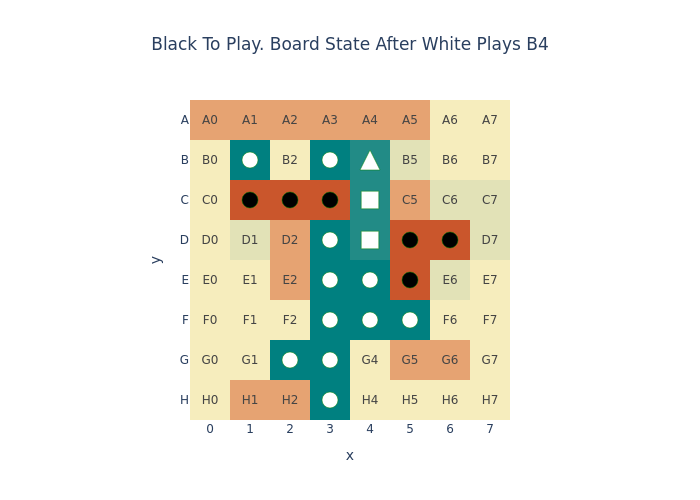 Black To Play. Board State After White Plays B4
A A0 A1 A2 A3 A4 A5 A6 A7
B B0 B2 B5 B6 B7
C C0 C5 C6 C7
D D0 D1 D2 D7
E E0 E1 E2 E6 E7
F F0 F1 F2 F6 F7
G G0 G1 G4 G5 G6 G7
H H0 H1 H2 H4 H5 H6 H7
0 1 2 3 4 5 6 7
x
y